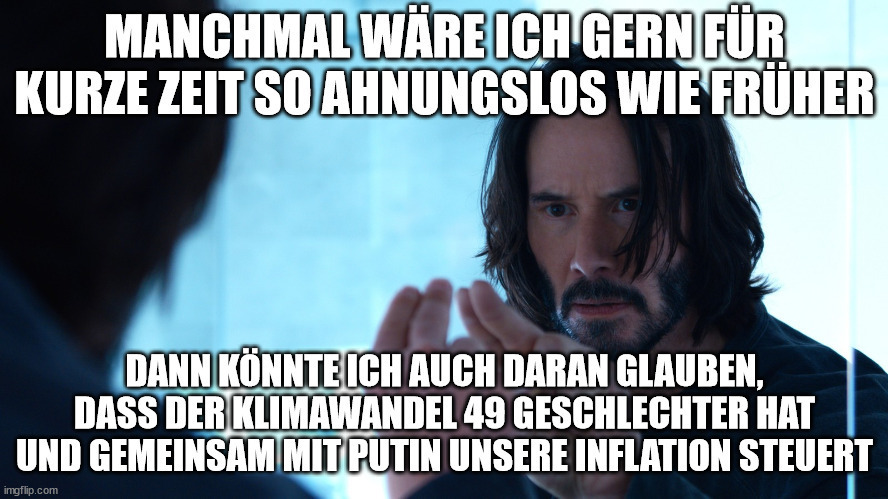 MANCHMAL WÄRE ICH GERN FÜR
KURZE ZEIT SO AHNUNGSLOS WIE FRÜHER
DANN KÖNNTE ICH AUCH DARAN GLAUBEN,
DASS DER KLIMAWANDEL 49 GESCHLECHTER HAT
UND GEMEINSAM MIT PUTIN UNSERE INFLATION STEUERT
imgflip.com